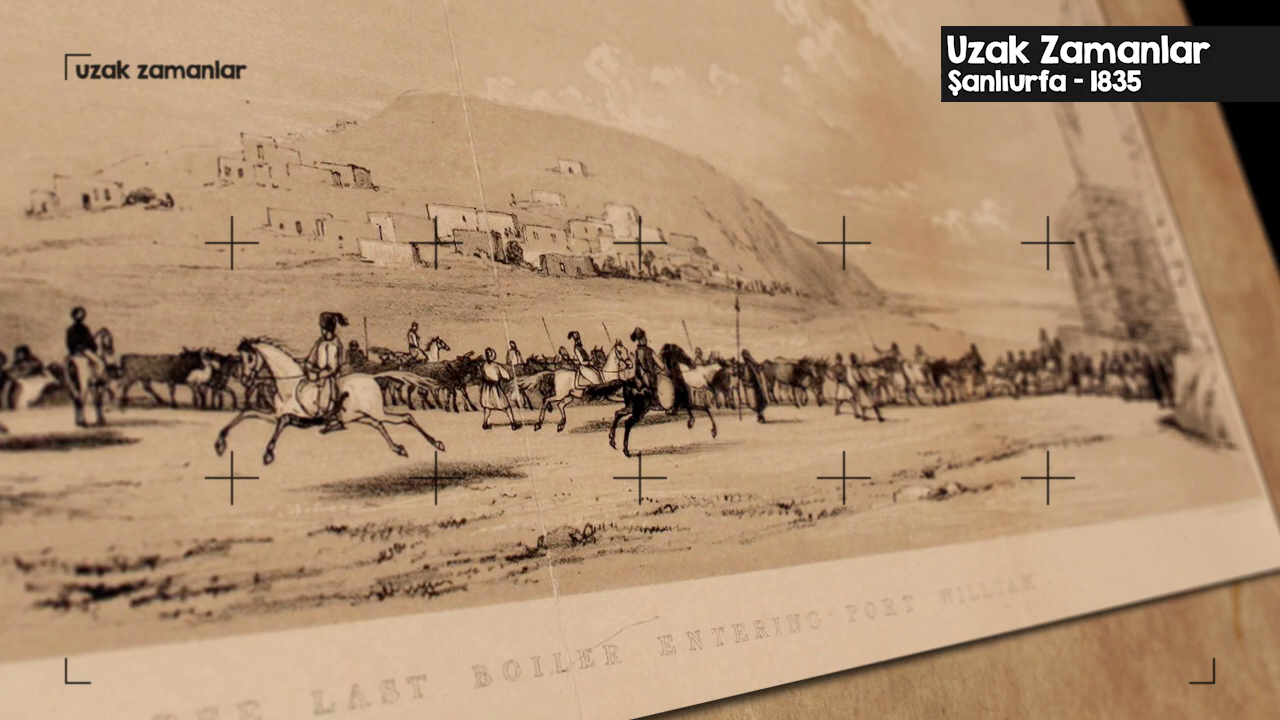 uzak zamanlar
Uzak Zamanlar
Şanlıurfa - 1835
LAST BOILER ENTERING PORT WILLIAM